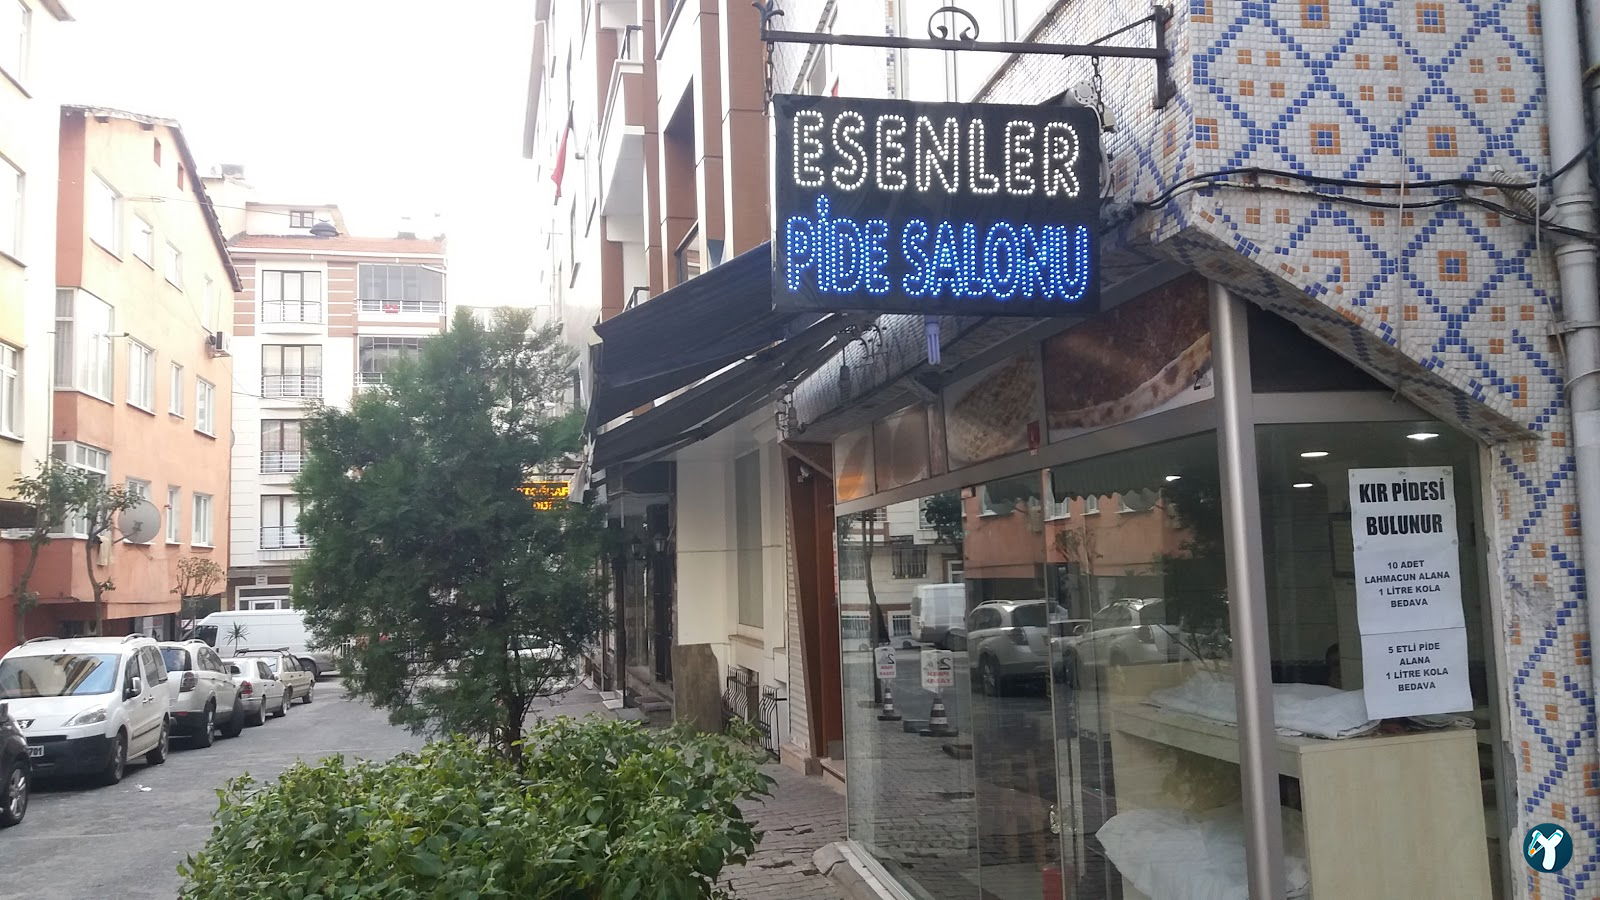 ESENLER
PİDE SALONU
KIR PİDESİ
BULUNUR
10 ADET
LAHMACUN ALANA
1 LİTRE KOLA
BEDAVA
5 ETLİ PİDE
ALANA
1 LİTRE KOLA
BEDAVA